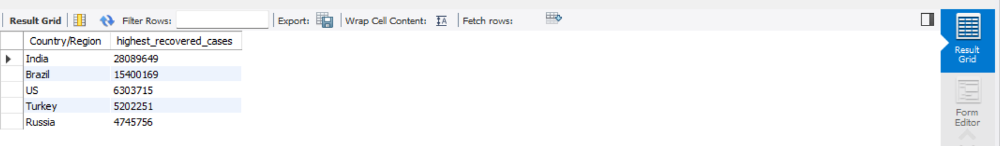 Result Grid Filter Rows: Export: Wrap Cell Content: Fetch rows:
Country/Region highest_recovered_cases
India 28089649
Brazil 15400169
US 6303715
Turkey 5202251
Russia 4745756
Result
Grid
Form
Editor